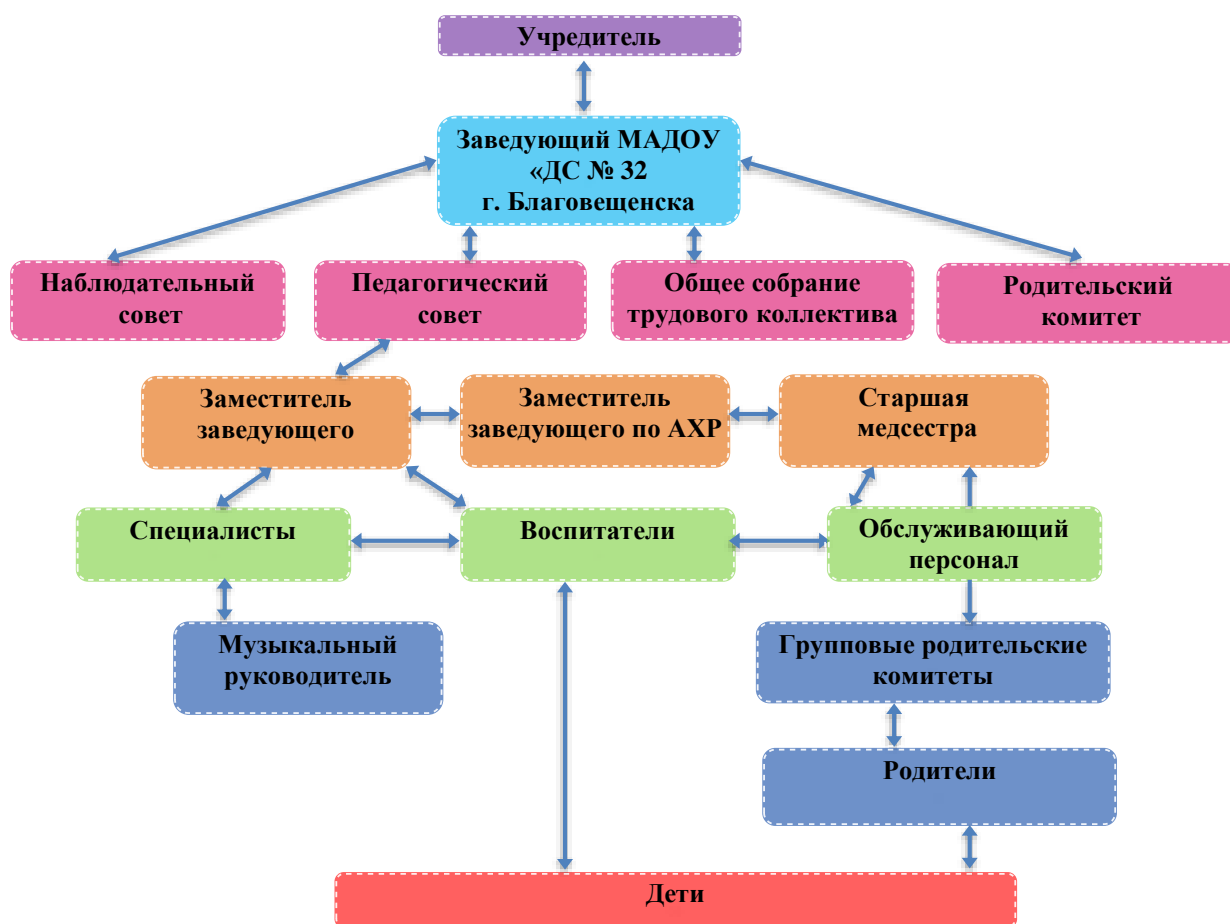 Учредитель
Заведующий МАДОУ
«ДС № 32
г. Благовещенска
Наблюдательный
совет
Педагогический
совет
Общее собрание
трудового коллектива
Родительский
комитет
Заместитель
заведующего
Заместитель
заведующего по АХР
Старшая
медсестра
Специалисты
Воспитатели
Обслуживающий
персонал
Музыкальный
руководитель
Групповые родительские
комитеты
Родители
Дети